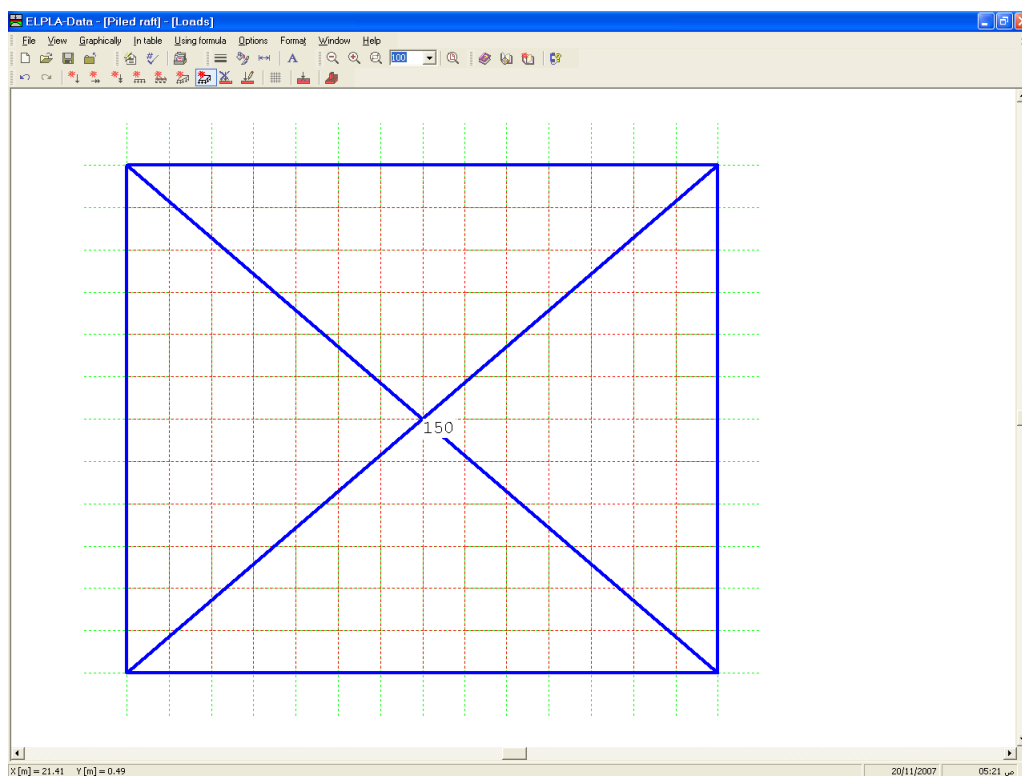 ELPLA-Data - [Piled raft] - [Loads]
File View Graphically In table Using formula Options Format Window Help
A 100
150
X [m] = 21.41 Y [m] = 0.49 20/11/2007 05:21 ص